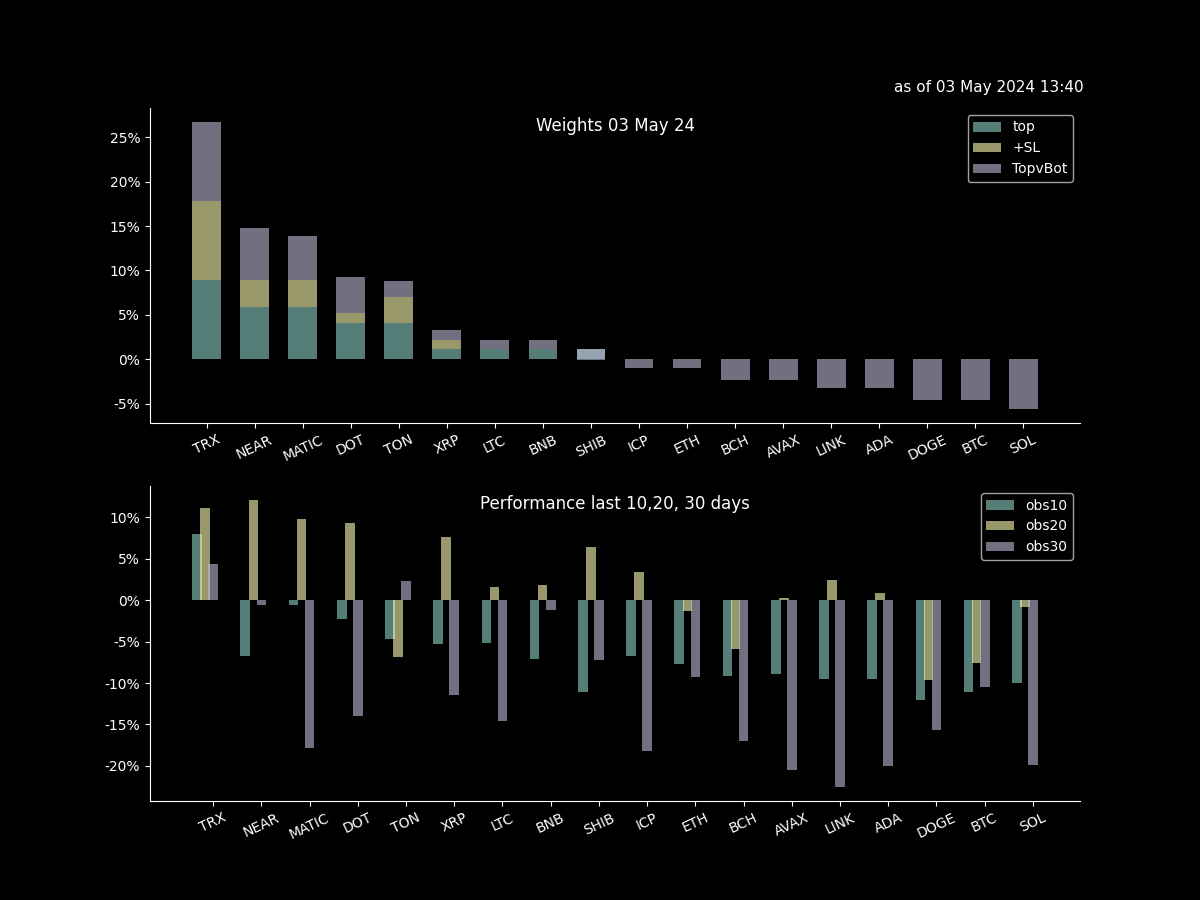 as of 03 May 2024 13:40
Weights 03 May 24
top
+SL
TopvBot
25%
20%
15%
10%
5%
0%
-5%
TRX NEAR MATIC DOT TON XRP LTC BNB SHIB ICP ETH BCH AVAX LINK ADA DOGE BTC SOL
Performance last 10,20, 30 days
obs10
obs20
obs30
10%
5%
0%
-5%
-10%
-15%
-20%
TRX NEAR MATIC DOT TON XRP LTC BNB SHIB ICP ETH BCH AVAX LINK ADA DOGE BTC SOL